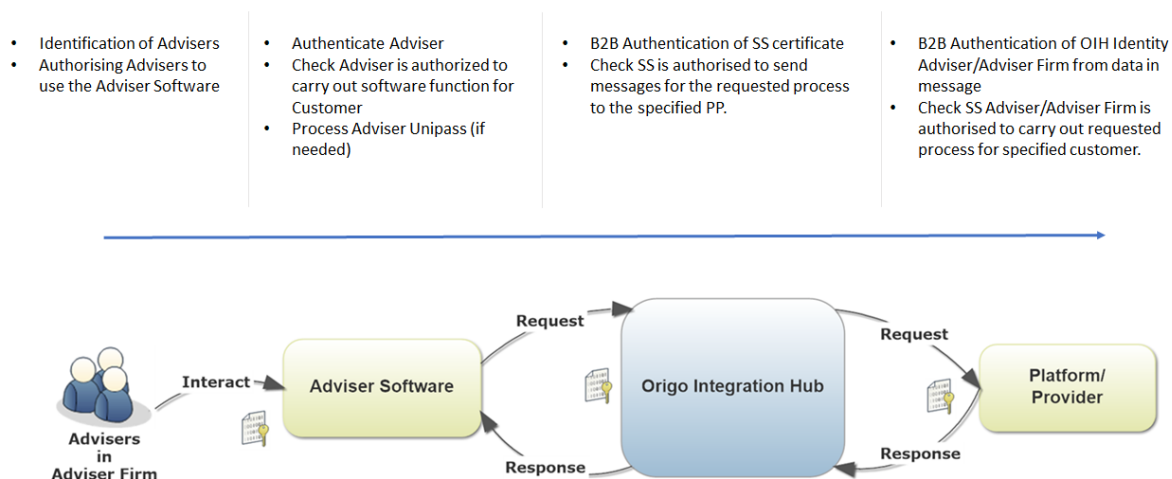 • Identification of Advisers
• Authorising Advisers to
use the Adviser Software
• Authenticate Adviser
• Check Adviser is authorized to
carry out software function for
Customer
• Process Adviser Unipass (if
needed)
• B2B Authentication of SS certificate
• Check SS is authorised to send
messages for the requested process
to the specified PP.
• B2B Authentication of OIH Identity
Adviser/Adviser Firm from data in
message
• Check SS Adviser/Adviser Firm is
authorised to carry out requested
process for specified customer.
Advisers
in
Adviser Firm
Interact
Adviser Software
Request
Response
Origo Integration Hub
Request
Response
Platform/
Provider